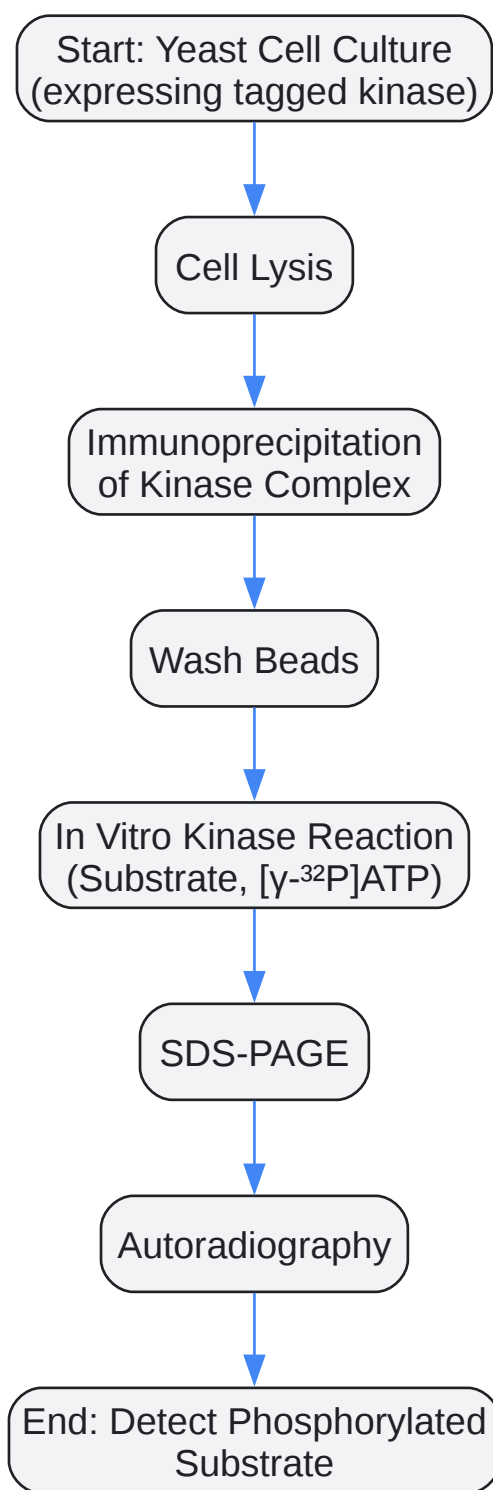 Start: Yeast Cell Culture
(expressing tagged kinase)
Cell Lysis
Immunoprecipitation
of Kinase Complex
Wash Beads
In Vitro Kinase Reaction
(Substrate, [γ-³²P]ATP)
SDS-PAGE
Autoradiography
End: Detect Phosphorylated
Substrate